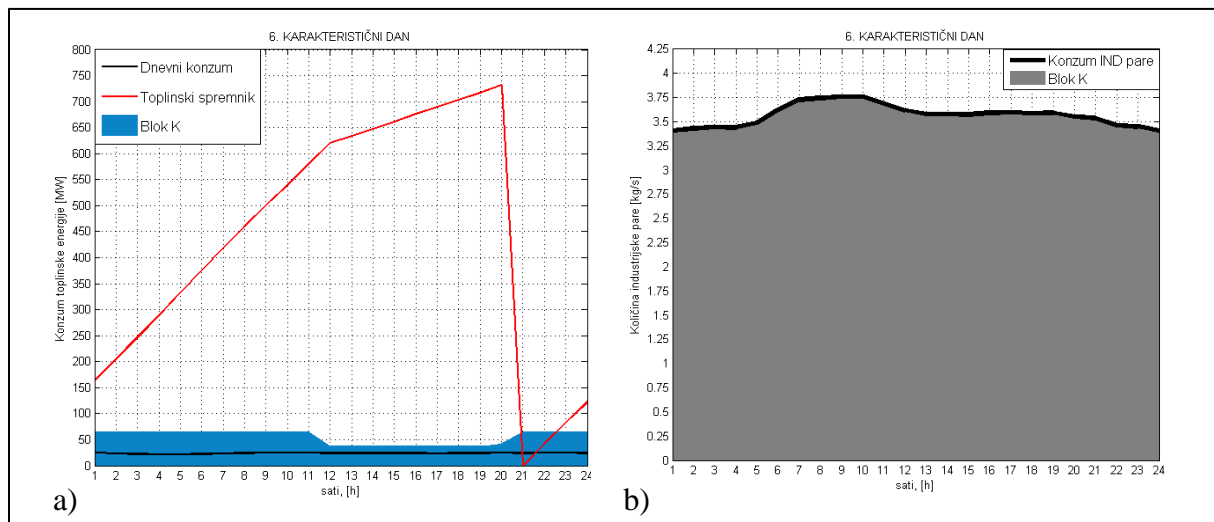 6. KARAKTERISTIČNI DAN
800
750
700
650
600
550
500
450
400
350
300
250
200
150
100
50
0
Konzum toplinske energije [MW]
Dnevni konzum
Toplinski spremnik
Blok K
1 2 3 4 5 6 7 8 9 10 11 12 13 14 15 16 17 18 19 20 21 22 23 24
sati, [h]
a)
6. KARAKTERISTIČNI DAN
4.25
4
3.75
3.5
3.25
3
2.75
2.5
2.25
2
1.75
1.5
1.25
1
0.75
0.5
0.25
0
Količina industrijske pare [kg/s]
Konzum IND pare
Blok K
1 2 3 4 5 6 7 8 9 10 11 12 13 14 15 16 17 18 19 20 21 22 23 24
sati, [h]
b)